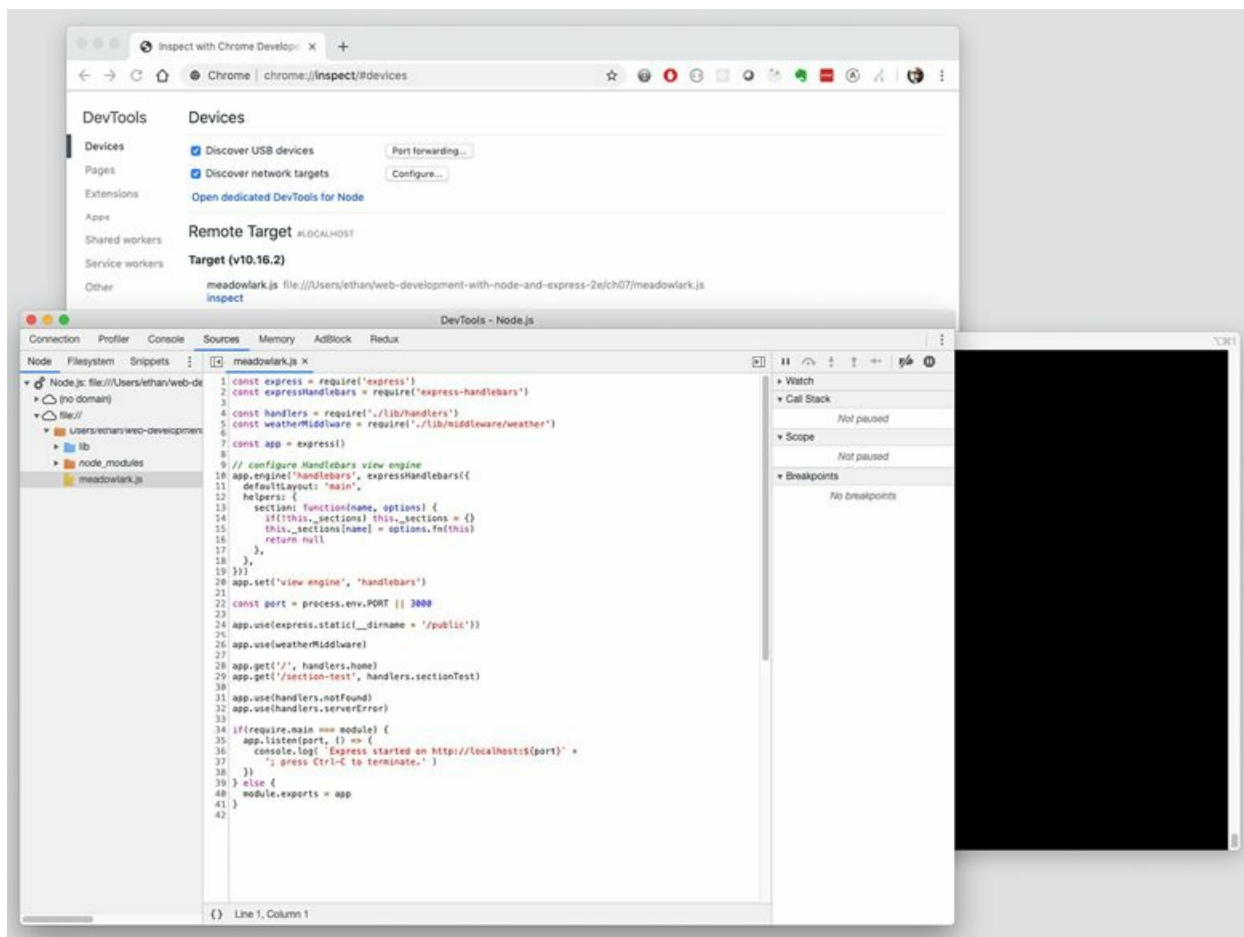 Inspect with Chrome Develope × +
Chrome | chrome://inspect/#devices
DevTools
Devices
Pages
Extensions
Apps
Shared workers
Service workers
Other
Devices
Discover USB devices Port forwarding...
Discover network targets Configure...
Open dedicated DevTools for Node
Remote Target #LOCALHOST
Target (v10.16.2)
meadowlark.js file:///Users/ethan/web-development-with-node-and-express-2e/ch07/meadowlark.js
inspect
DevTools - Node.js
Connection Profiler Console Sources Memory AdBlock Redux
Node Filesystem Snippets
meadowlark.js ×
Node.js: file:///Users/ethan/web-de
(no domain)
file://
Users/ethan/web-development
lib
node_modules
meadowlark.js
1 const express = require('express')
2 const expressHandlebars = require('express-handlebars')
3
4 const handlers = require('./lib/handlers')
5 const weatherMiddlware = require('./lib/middleware/weather')
6
7 const app = express()
8
9 // configure Handlebars view engine
10 app.engine('handlebars', expressHandlebars({
11 defaultLayout: 'main',
12 helpers: {
13 section: function(name, options) {
14 if(!this._sections) this._sections = {}
15 this._sections[name] = options.fn(this)
16 return null
17 },
18 },
19 }))
20 app.set('view engine', 'handlebars')
21
22 const port = process.env.PORT || 3000
23
24 app.use(express.static(__dirname + '/public'))
25
26 app.use(weatherMiddlware)
27
28 app.get('/', handlers.home)
29 app.get('/section-test', handlers.sectionTest)
30
31 app.use(handlers.notFound)
32 app.use(handlers.serverError)
33
34 if(require.main === module) {
35 app.listen(port, () => {
36 console.log( `Express started on http://localhost:${port}` +
37 '; press Ctrl-C to terminate.' )
38 })
39 } else {
40 module.exports = app
41 }
42
{} Line 1, Column 1
Watch
Call Stack
Not paused
Scope
Not paused
Breakpoints
No breakpoints
⌥⌘1